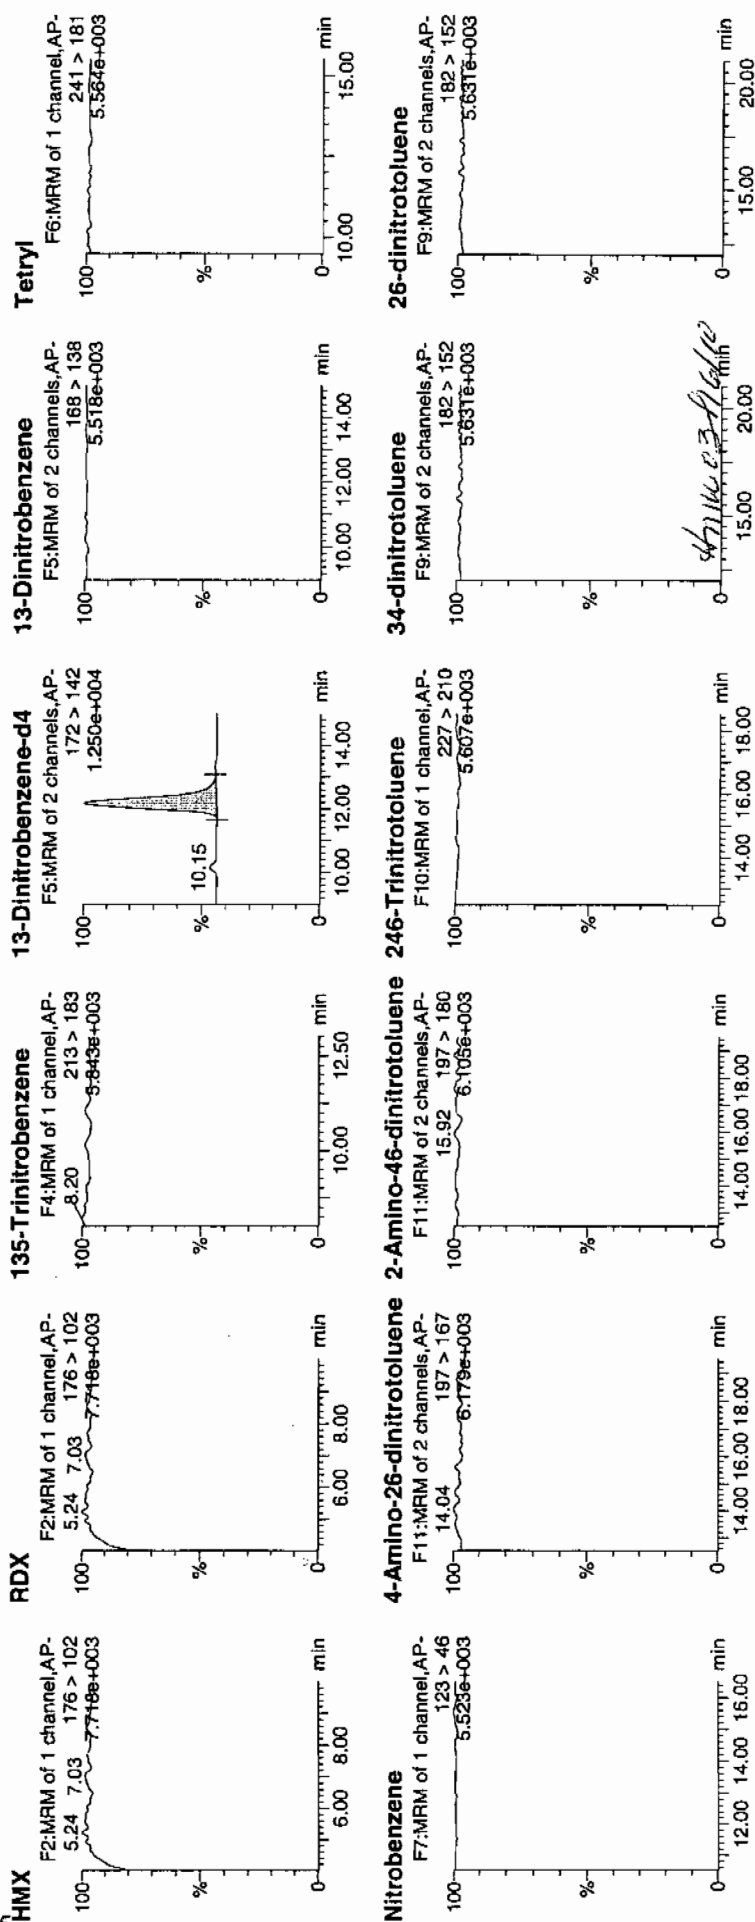 HMX
F2:MRM of 1 channel,AP-
5.24 7.03 176 > 102
7.718e+003
100
%
0
6.00 8.00 min
RDX
F2:MRM of 1 channel,AP-
5.24 7.03 176 > 102
7.718e+003
100
%
0
6.00 8.00 min
135-Trinitrobenzene
F4:MRM of 1 channel,AP-
8.20 213 > 183
5.843e+003
100
%
0
10.00 12.50 min
13-Dinitrobenzene-d4
F5:MRM of 2 channels,AP-
172 > 142
1.250e+004
100
10.15
%
0
10.00 12.00 14.00 min
13-Dinitrobenzene
F5:MRM of 2 channels,AP-
168 > 138
5.518e+003
100
%
0
10.00 12.00 14.00 min
Tetryl
F6:MRM of 1 channel,AP-
241 > 181
5.564e+003
100
%
0
10.00 15.00 min
Nitrobenzene
F7:MRM of 1 channel,AP-
123 > 46
5.523e+003
100
%
0
12.00 14.00 16.00 min
4-Amino-26-dinitrotoluene
F11:MRM of 2 channels,AP-
14.04 197 > 167
6.179e+003
100
%
0
14.00 16.00 18.00 min
2-Amino-46-dinitrotoluene
F11:MRM of 2 channels,AP-
15.92 197 > 180
6.105e+003
100
%
0
14.00 16.00 18.00 min
246-Trinitrotoluene
F10:MRM of 1 channel,AP-
227 > 210
5.607e+003
100
%
0
14.00 16.00 18.00 min
34-dinitrotoluene
F9:MRM of 2 channels,AP-
182 > 152
5.631e+003
100
%
0
15.00 20.00 min
26-dinitrotoluene
F9:MRM of 2 channels,AP-
182 > 152
5.631e+003
100
%
0
15.00 20.00 min